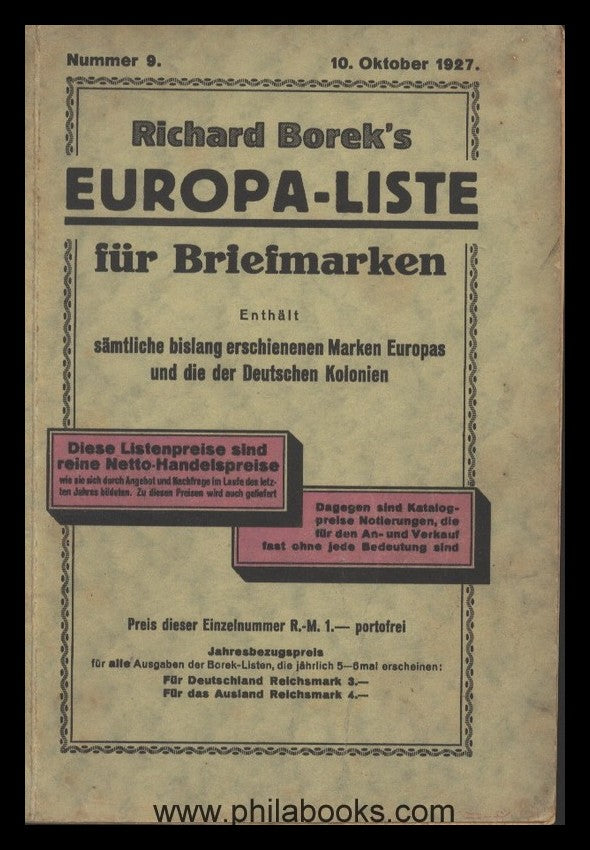 Nummer 9.
10. Oktober 1927.
Richard Borek's
EUROPA-LISTE
für Briefmarken
Enthält
sämtliche bislang erschienenen Marken Europas
und die der Deutschen Kolonien
Diese Listenpreise sind
reine Netto-Handelspreise
wie sie sich durch Angebot und Nachfrage im Laufe des letz-
ten Jahres bildeten. Zu diesen Preisen wird auch geliefert
Dagegen sind Katalog-
preise Notierungen, die
für den An- und Verkauf
fast ohne jede Bedeutung sind
Preis dieser Einzelnummer R.-M. 1.— portofrei
Jahresbezugspreis
für alle Ausgaben der Borek-Listen, die jährlich 5—6mal erscheinen:
Für Deutschland Reichsmark 3.—
Für das Ausland Reichsmark 4.—
www.philabooks.com